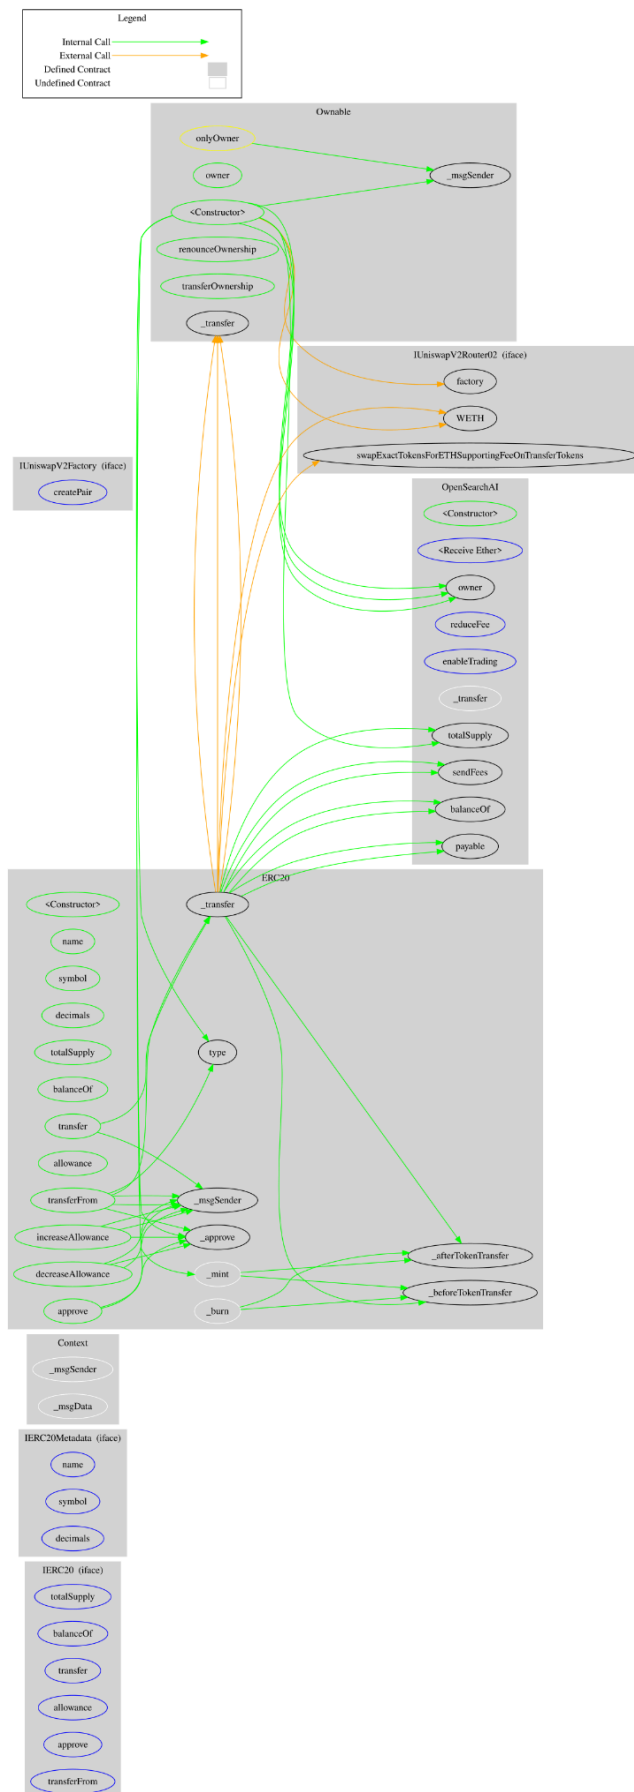 Legend
Internal Call
External Call
Defined Contract
Undefined Contract
Ownable
onlyOwner
owner
_msgSender
<Constructor>
renounceOwnership
transferOwnership
_transfer
IUniswapV2Router02 (iface)
factory
WETH
swapExactTokensForETHSupportingFeeOnTransferTokens
IUniswapV2Factory (iface)
createPair
OpenSearchAI
<Constructor>
<Receive Ether>
owner
reduceFee
enableTrading
_transfer
totalSupply
sendFees
balanceOf
payable
ERC20
<Constructor>
_transfer
name
symbol
decimals
totalSupply
type
balanceOf
transfer
allowance
transferFrom
_msgSender
increaseAllowance
_approve
_afterTokenTransfer
decreaseAllowance
_mint
_beforeTokenTransfer
approve
_burn
Context
_msgSender
_msgData
IERC20Metadata (iface)
name
symbol
decimals
IERC20 (iface)
totalSupply
balanceOf
transfer
allowance
approve
transferFrom